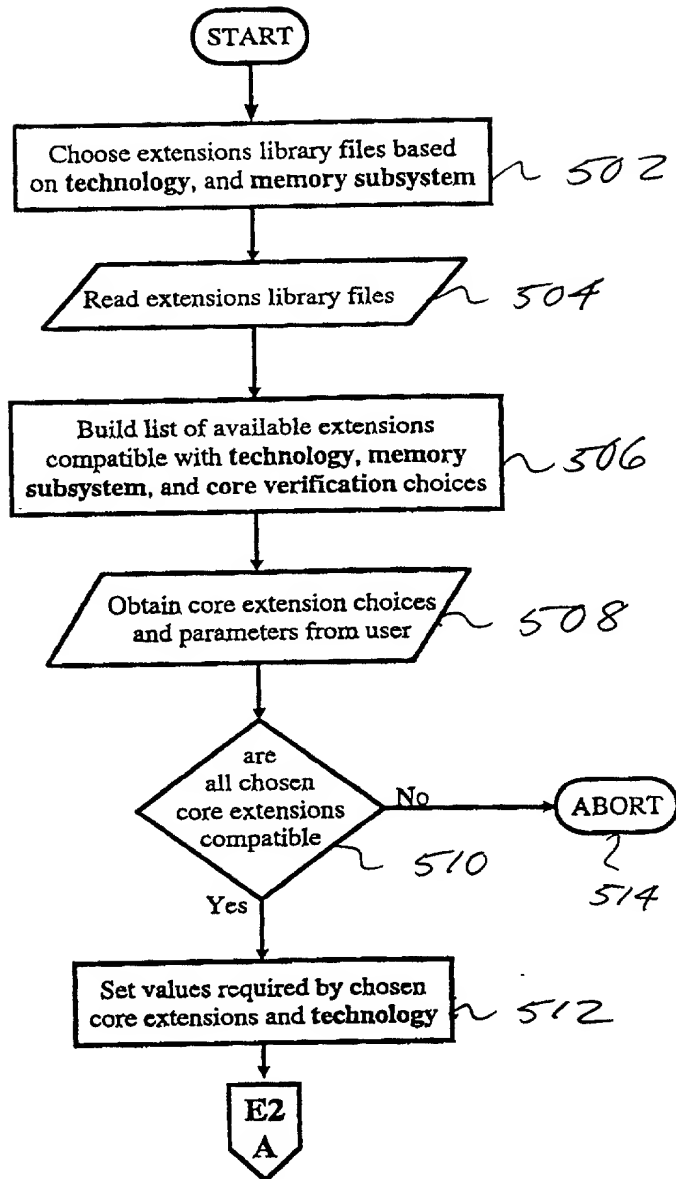 START
Choose extensions library files based
on technology, and memory subsystem
502
Read extensions library files
504
Build list of available extensions
compatible with technology, memory
subsystem, and core verification choices
506
Obtain core extension choices
and parameters from user
508
are
all chosen
core extensions
compatible
No
ABORT
510
514
Yes
Set values required by chosen
core extensions and technology
512
E2
A